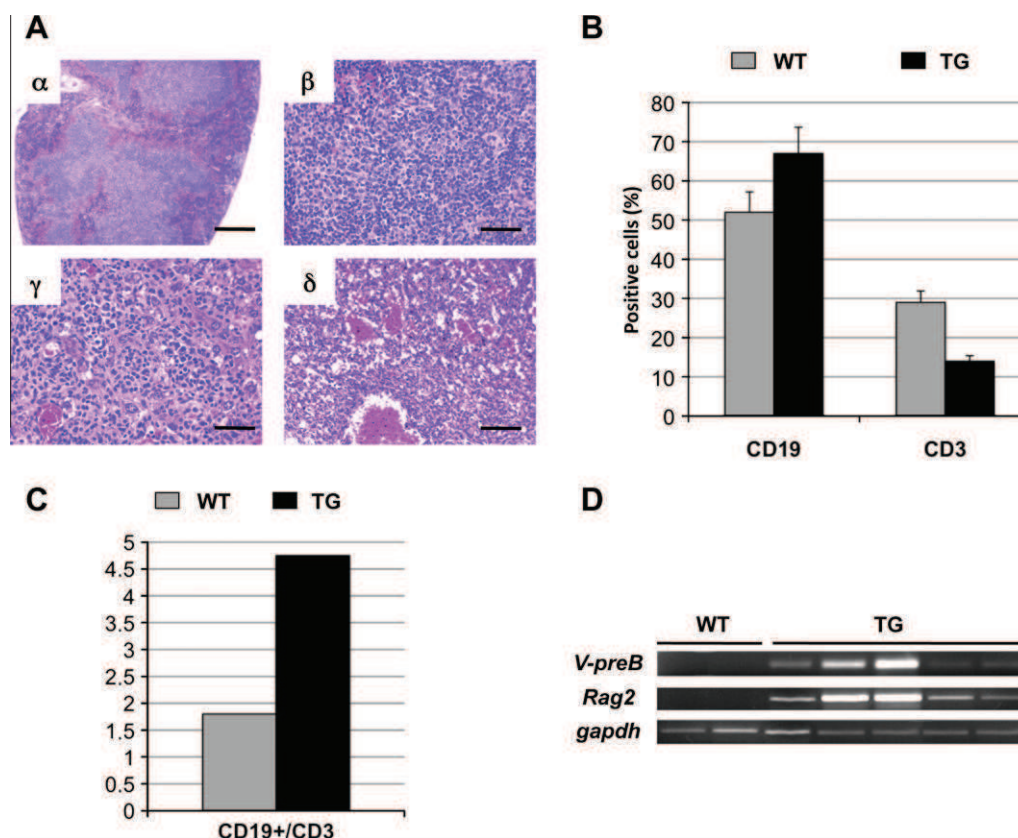 A
α
β
γ
δ
B
WT TG
80
70
60
50
40
30
20
10
0
Positive cells (%)
CD19 CD3
C
WT TG
5
4.5
4
3.5
3
2.5
2
1.5
1
0.5
0
CD19+/CD3
D
WT TG
V-preB
Rag2
gapdh